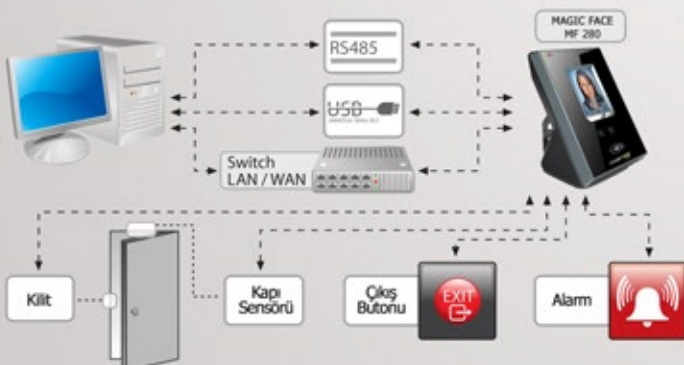 MAGIC FACE
MF 280
RS485
USB
Switch
LAN / WAN
Kilit
Kapı
Sensörü
Çıkış
Butonu
EXIT
Alarm